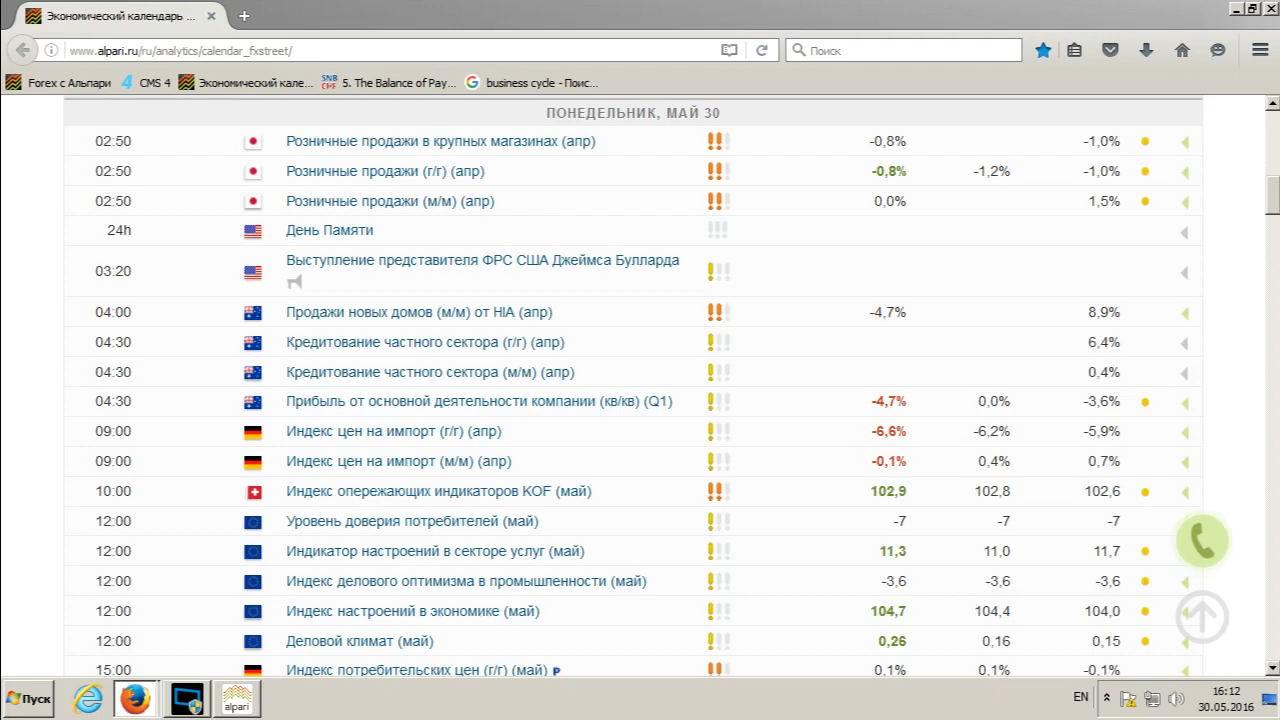 Экономический календарь ...
www.alpari.ru/ru/analytics/calendar_fxstreet/
Поиск
Forex с Альпари
4 CMS 4
Экономический кале...
SNB CHF 5. The Balance of Pay...
G business cycle - Поис...
ПОНЕДЕЛЬНИК, МАЙ 30
02:50 Розничные продажи в крупных магазинах (апр) -0,8% -1,0%
02:50 Розничные продажи (г/г) (апр) -0,8% -1,2% -1,0%
02:50 Розничные продажи (м/м) (апр) 0,0% 1,5%
24h День Памяти
03:20 Выступление представителя ФРС США Джеймса Булларда
04:00 Продажи новых домов (м/м) от HIA (апр) -4,7% 8,9%
04:30 Кредитование частного сектора (г/г) (апр) 6,4%
04:30 Кредитование частного сектора (м/м) (апр) 0,4%
04:30 Прибыль от основной деятельности компании (кв/кв) (Q1) -4,7% 0,0% -3,6%
09:00 Индекс цен на импорт (г/г) (апр) -6,6% -6,2% -5,9%
09:00 Индекс цен на импорт (м/м) (апр) -0,1% 0,4% 0,7%
10:00 Индекс опережающих индикаторов KOF (май) 102,9 102,8 102,6
12:00 Уровень доверия потребителей (май) -7 -7 -7
12:00 Индикатор настроений в секторе услуг (май) 11,3 11,0 11,7
12:00 Индекс делового оптимизма в промышленности (май) -3,6 -3,6 -3,6
12:00 Индекс настроений в экономике (май) 104,7 104,4 104,0
12:00 Деловой климат (май) 0,26 0,16 0,15
15:00 Индекс потребительских цен (г/г) (май) P 0,1% 0,1% -0,1%
Пуск
alpari
EN
16:12
30.05.2016